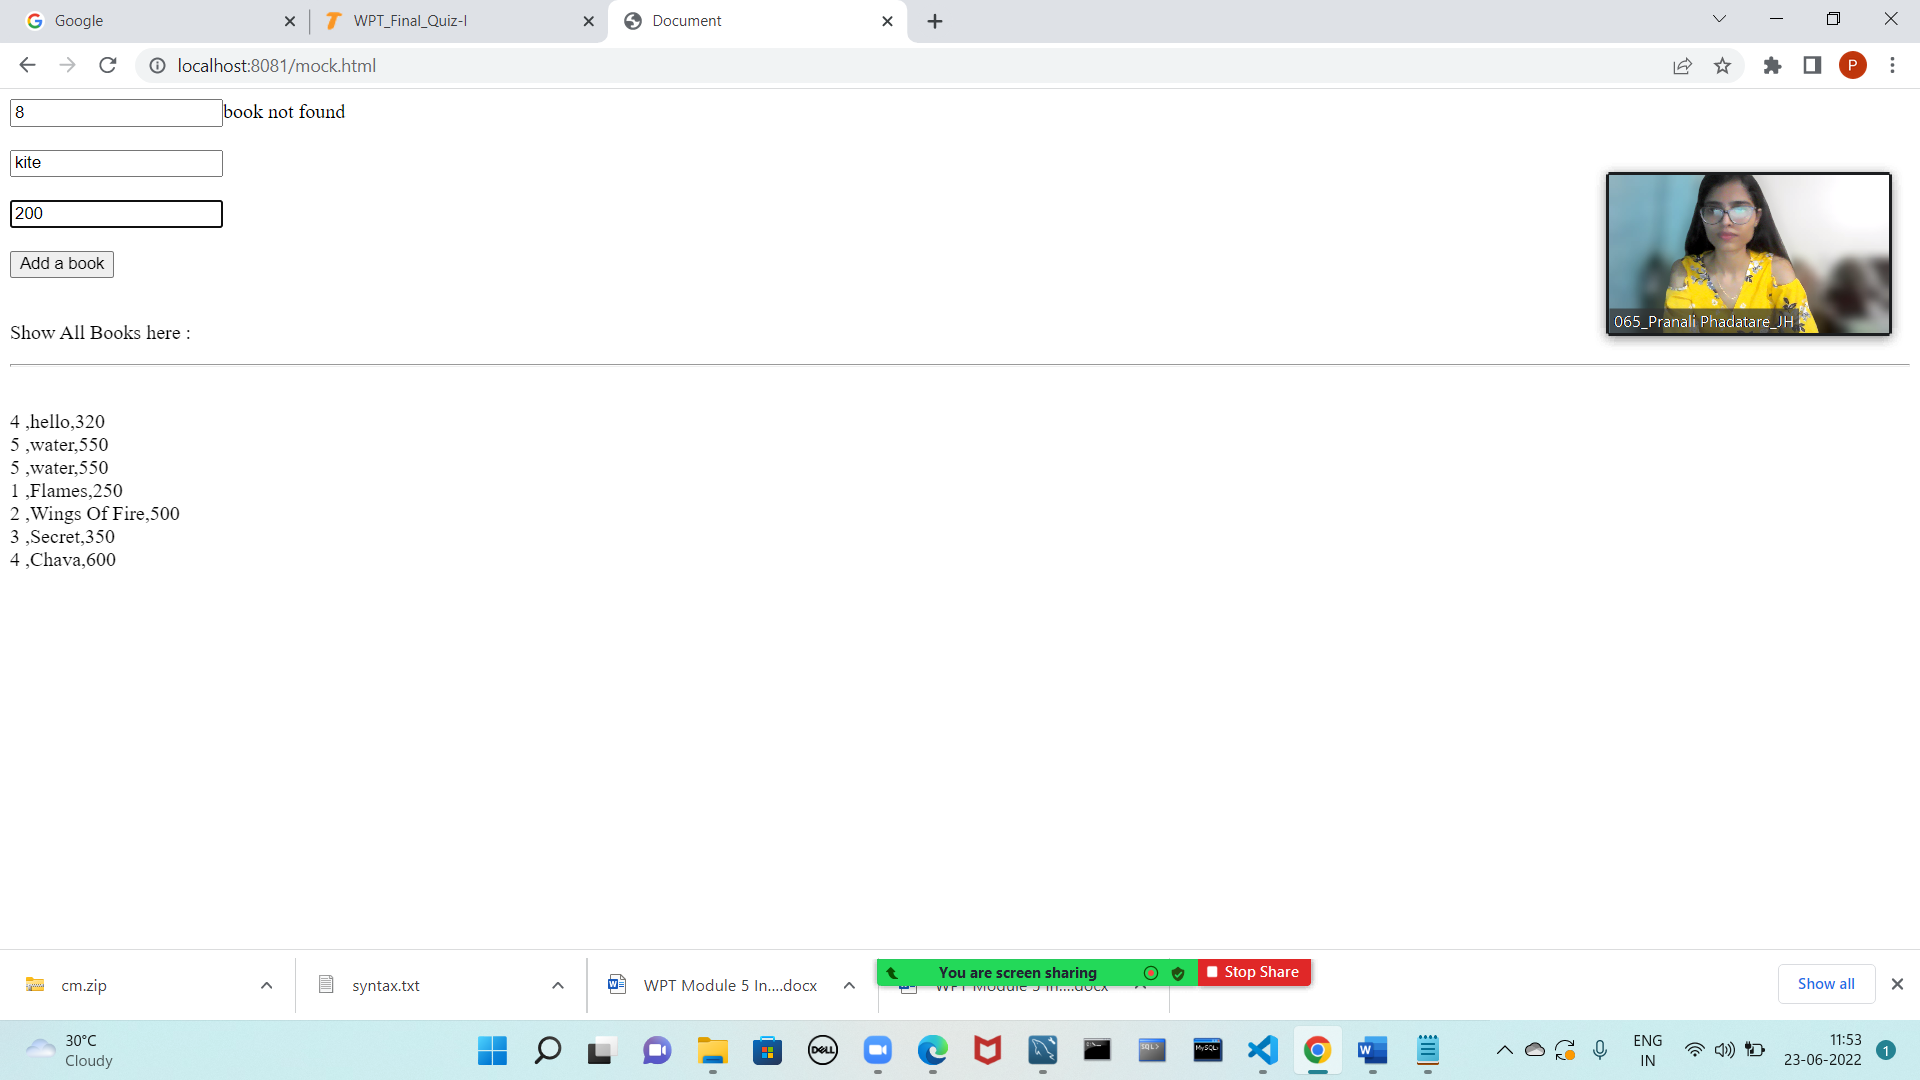 Google
WPT_Final_Quiz-I
Document
localhost:8081/mock.html
P
8
book not found
kite
200
Add a book
065_Pranali Phadatare_JH
Show All Books here :
4 ,hello,320
5 ,water,550
5 ,water,550
1 ,Flames,250
2 ,Wings Of Fire,500
3 ,Secret,350
4 ,Chava,600
cm.zip
syntax.txt
WPT Module 5 In....docx
You are screen sharing
Stop Share
WPT Module 5 In....docx
Show all
30°C
Cloudy
DELL
SQL>
MySQL
ENG
IN
11:53
23-06-2022
1